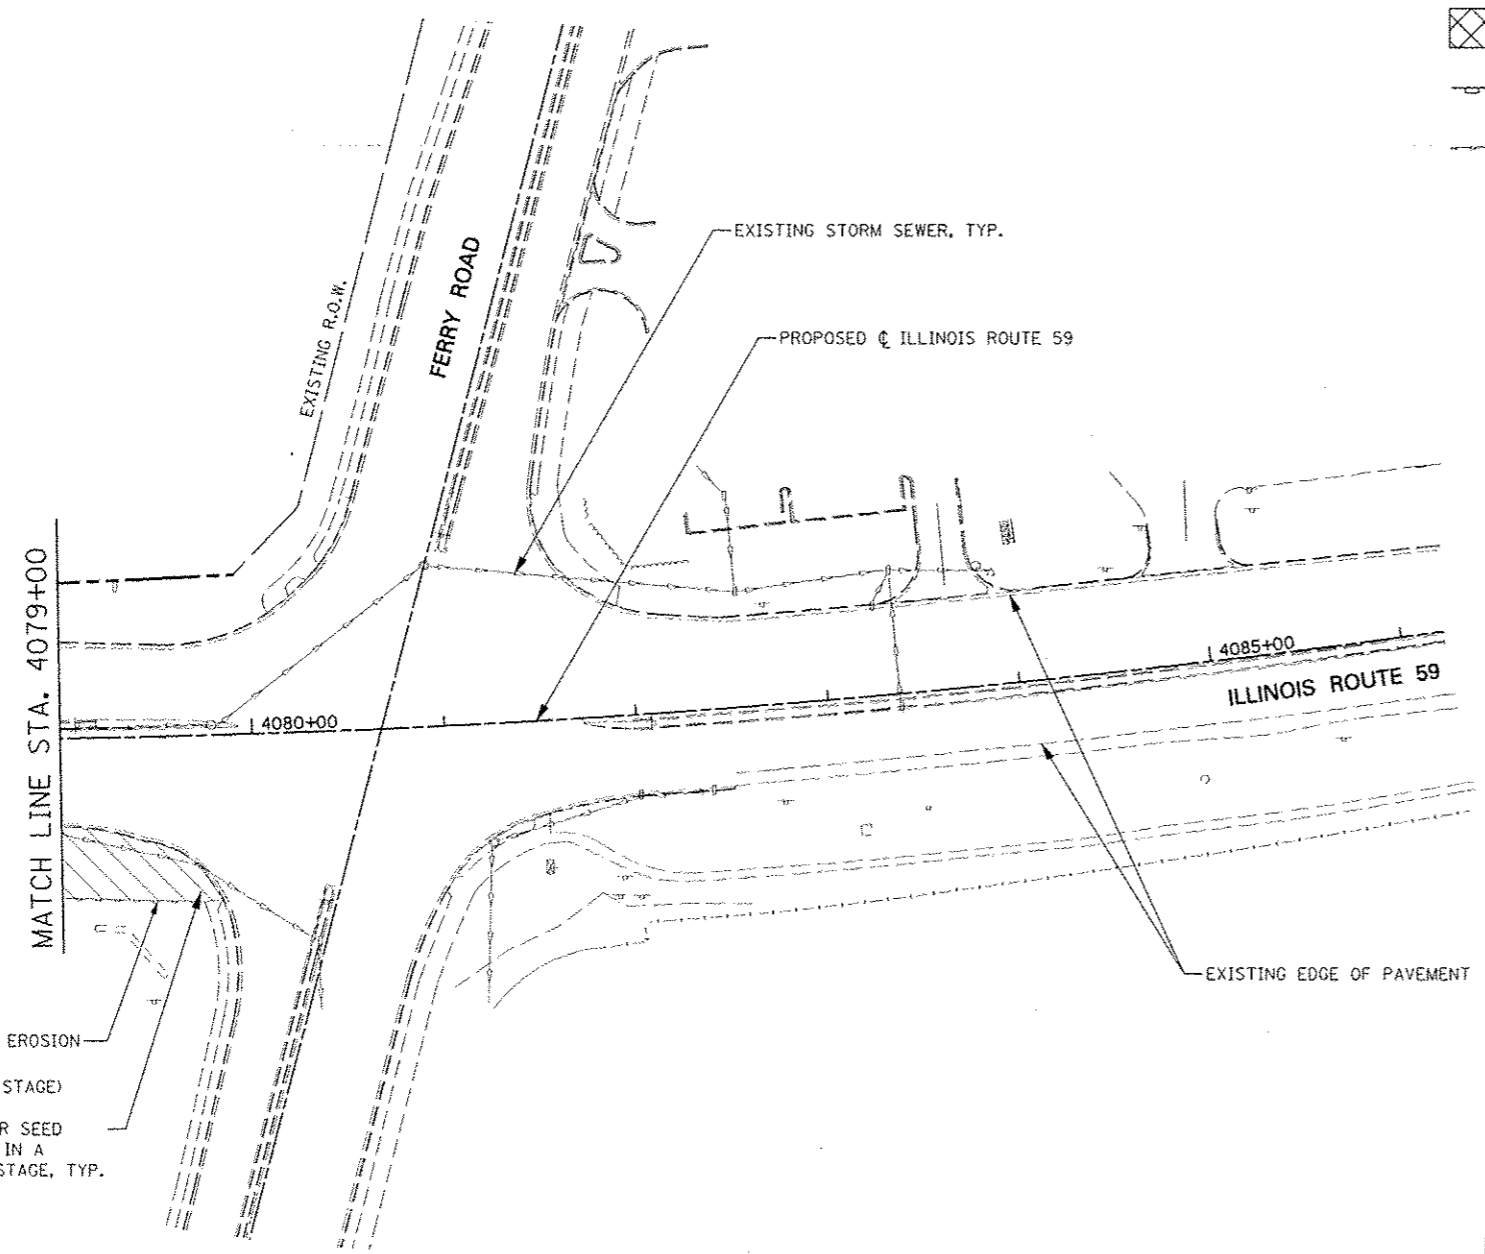 EXISTING STORM SEWER, TYP.
PROPOSED ℄ ILLINOIS ROUTE 59
EXISTING R.O.W.
FERRY ROAD
MATCH LINE STA. 4079+00
4080+00
4085+00
ILLINOIS ROUTE 59
EXISTING EDGE OF PAVEMENT
EROSION
STAGE)
R SEED
IN A
STAGE, TYP.